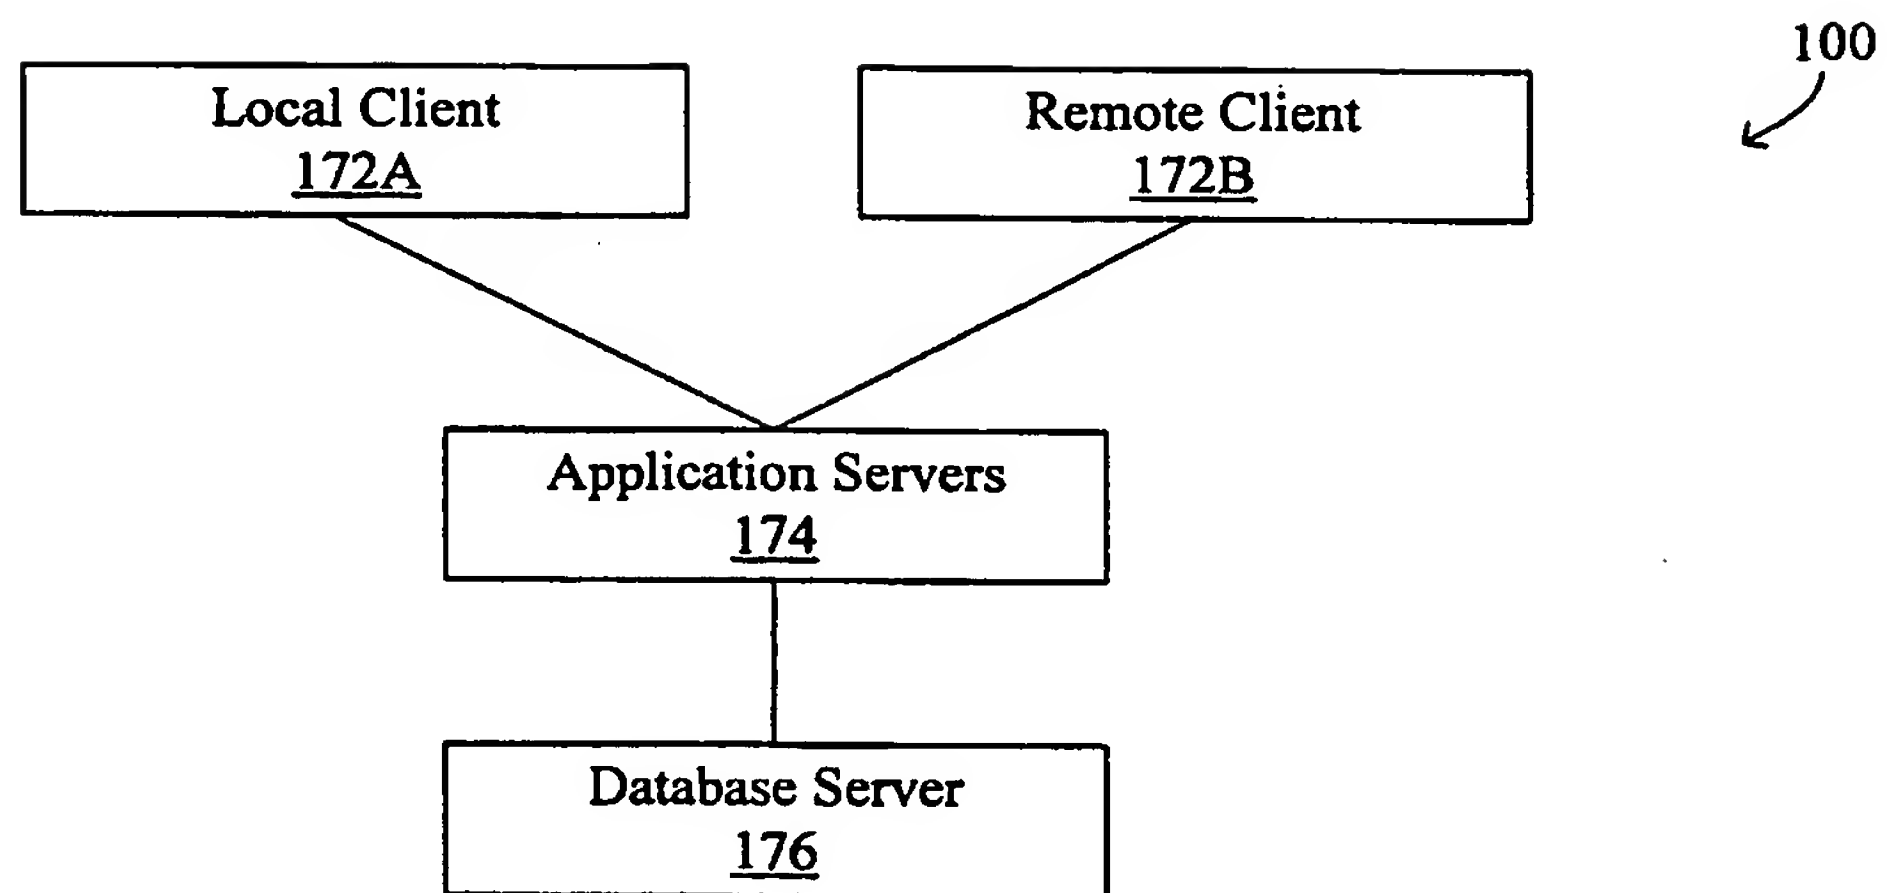 100
Local Client
172A
Remote Client
172B
Application Servers
174
Database Server
176